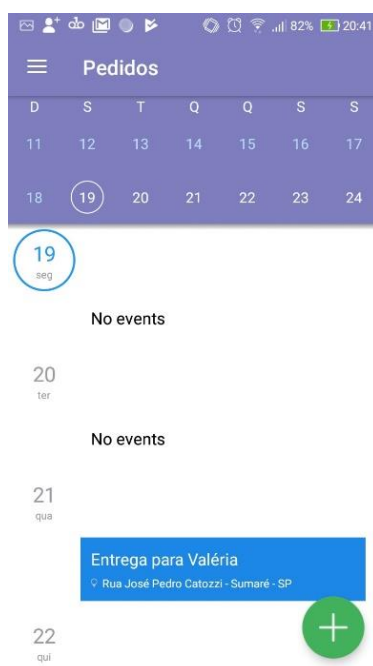 82% 20:41
Pedidos
D S T Q Q S S
11 12 13 14 15 16 17
18 19 20 21 22 23 24
19
seg
No events
20
ter
No events
21
qua
Entrega para Valéria
Rua José Pedro Catozzi - Sumaré - SP
22
qui